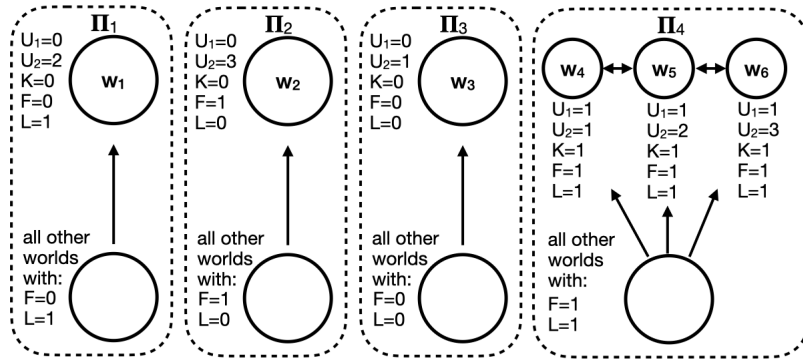 Π₁
U₁=0
U₂=2
K=0
F=0
L=1
w₁
all other
worlds
with:
F=0
L=1
Π₂
U₁=0
U₂=3
K=0
F=1
L=0
w₂
all other
worlds
with:
F=1
L=0
Π₃
U₁=0
U₂=1
K=0
F=0
L=0
w₃
all other
worlds
with:
F=0
L=0
Π₄
w₄
w₅
w₆
U₁=1
U₂=1
K=1
F=1
L=1
U₁=1
U₂=2
K=1
F=1
L=1
U₁=1
U₂=3
K=1
F=1
L=1
all other
worlds
with:
F=1
L=1